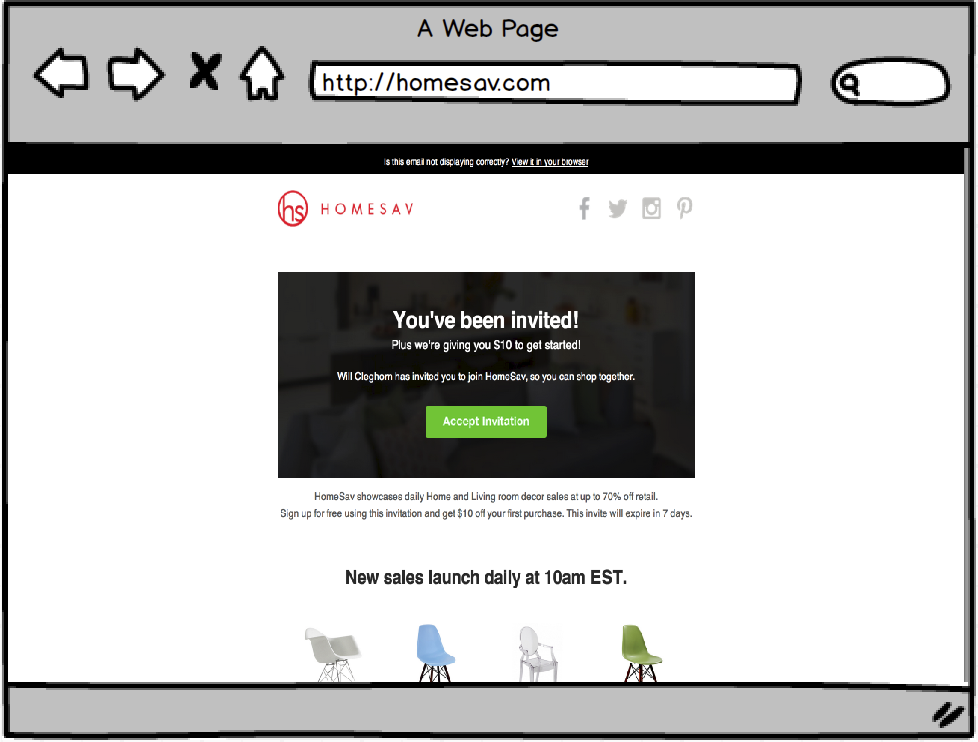 A Web Page
http://homesav.com
Is this email not displaying correctly? View it in your browser
hs HOMESAV
You've been invited!
Plus we're giving you $10 to get started!
Will Cleghorn has invited you to join HomeSav, so you can shop together.
Accept Invitation
HomeSav showcases daily Home and Living room decor sales at up to 70% off retail.
Sign up for free using this invitation and get $10 off your first purchase. This invite will expire in 7 days.
New sales launch daily at 10am EST.